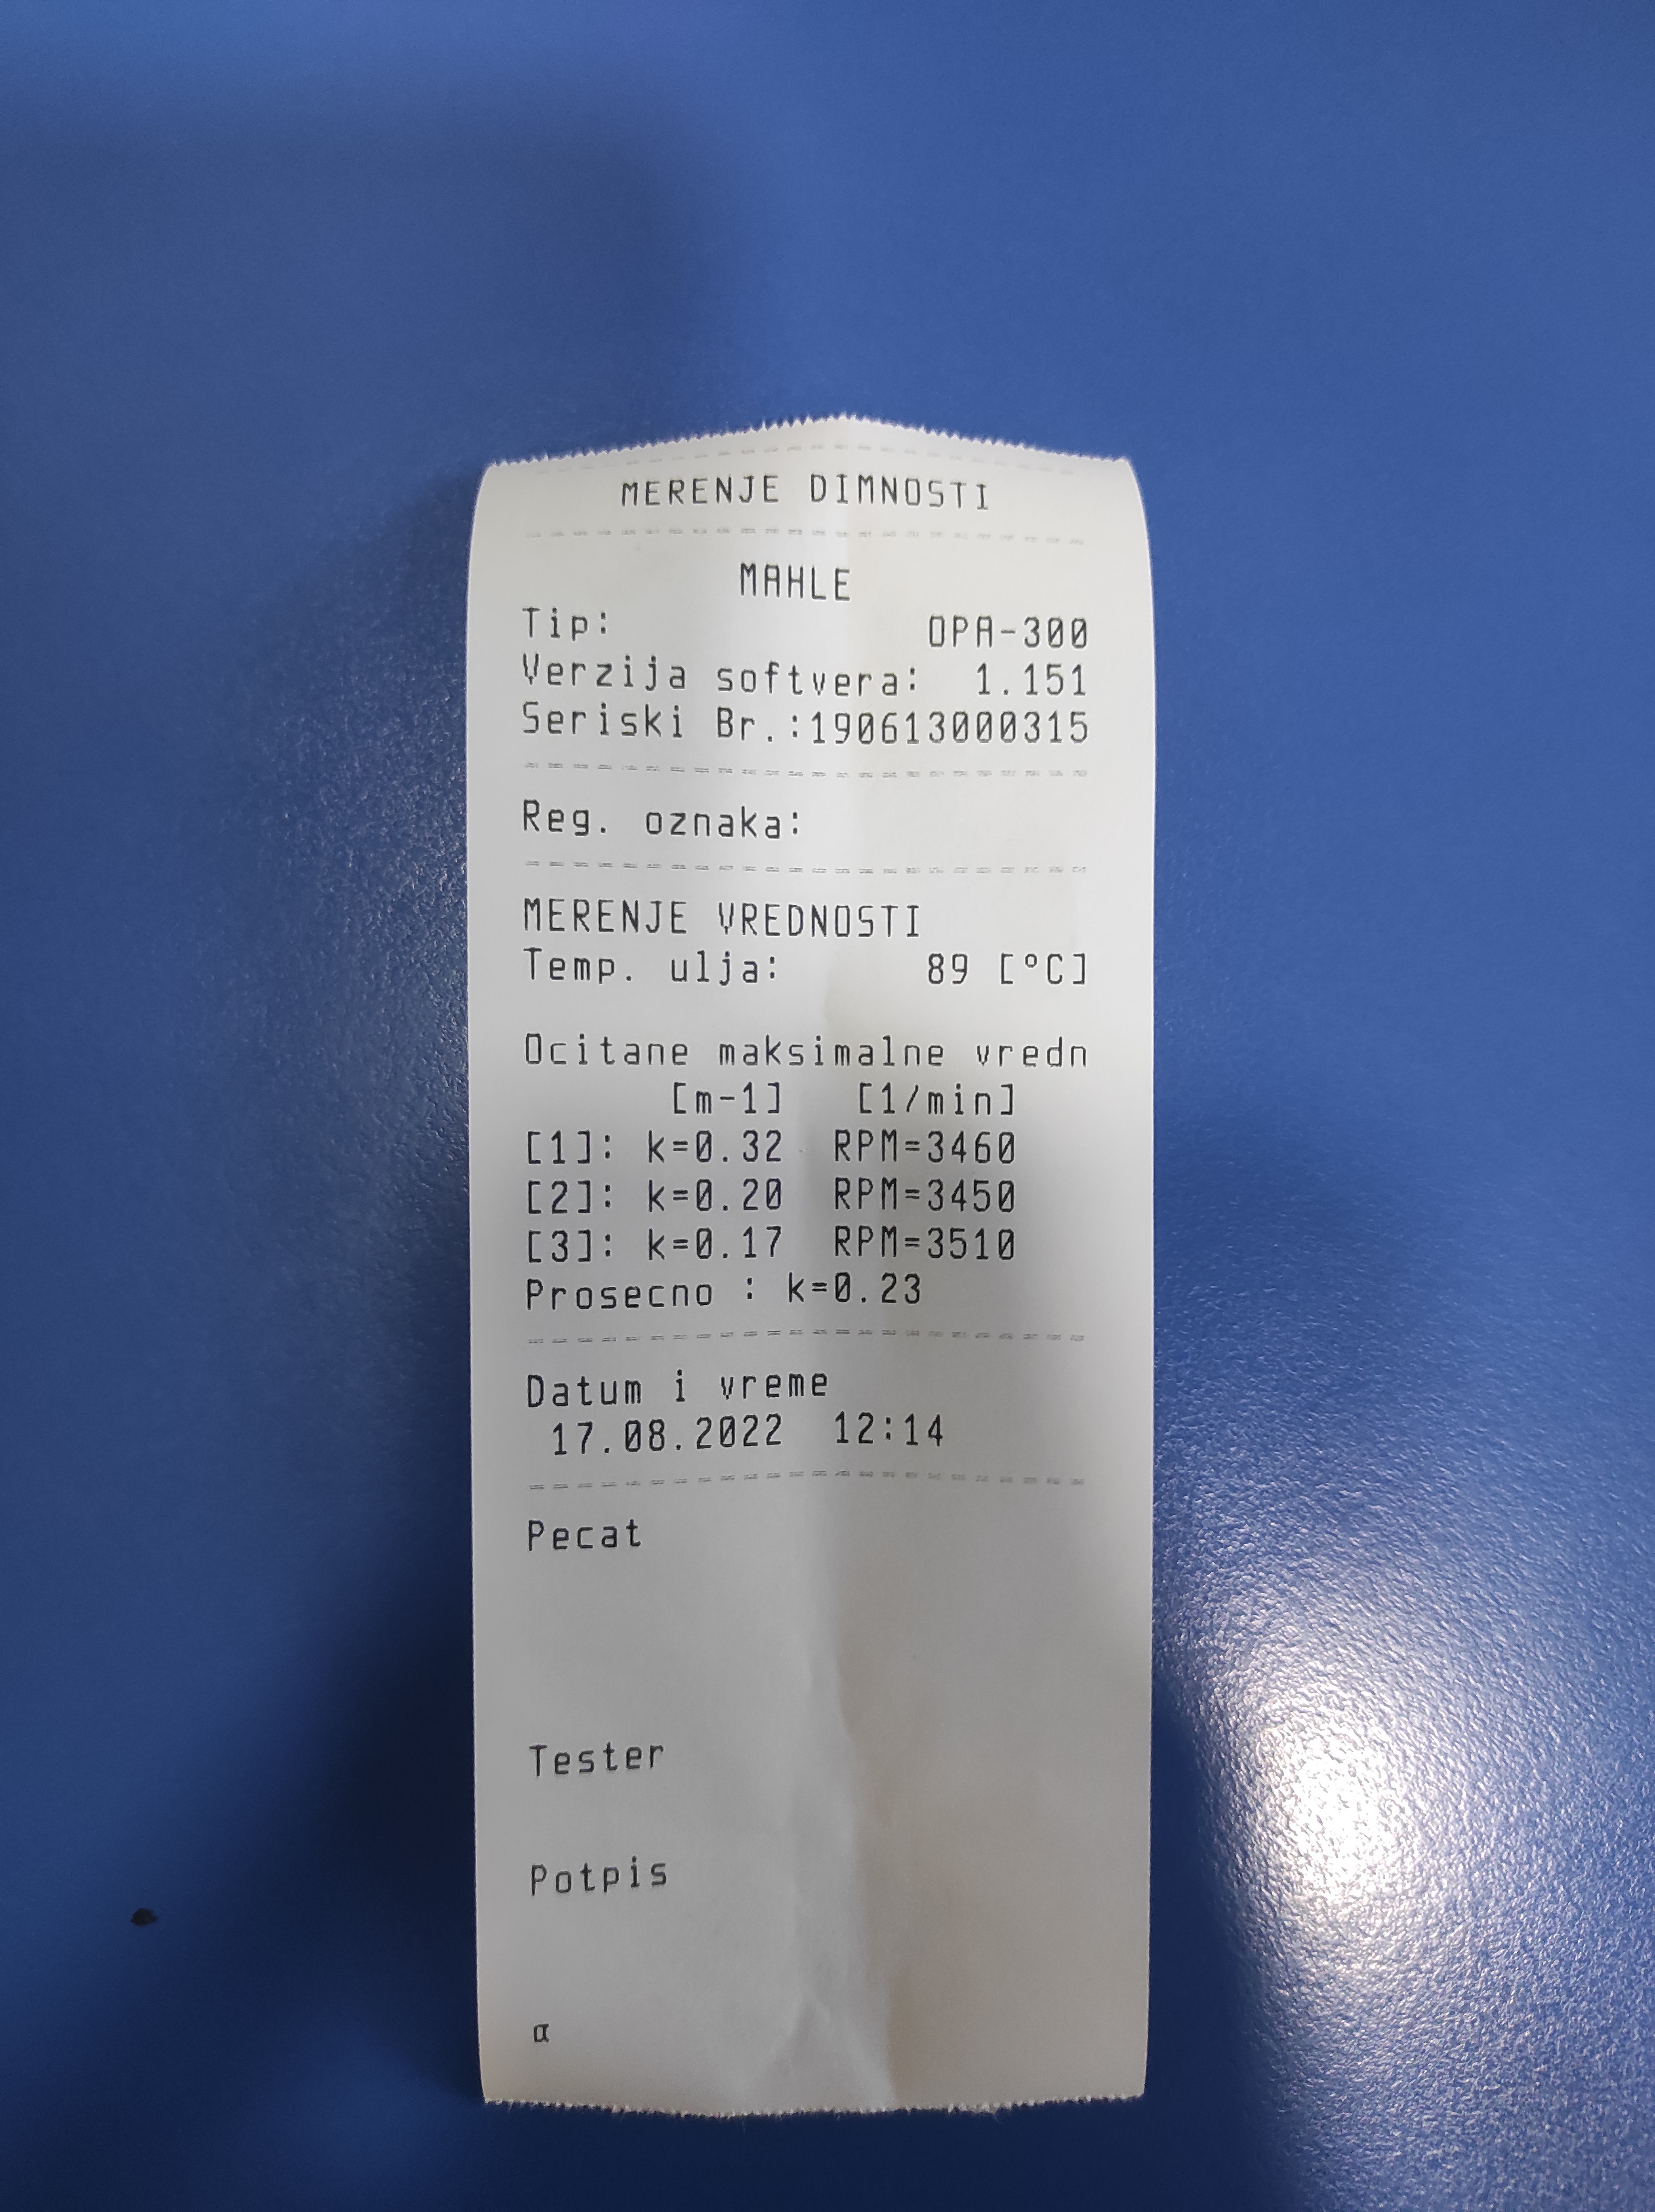 MERENJE DIMNOSTI
MAHLE
Tip: OPA-300
Verzija softvera: 1.151
Seriski Br.:190613000315
Reg. oznaka:
MERENJE VREDNOSTI
Temp. ulja: 89 [°C]
Ocitane maksimalne vredn
[m-1] [1/min]
[1]: k=0.32 RPM=3460
[2]: k=0.20 RPM=3450
[3]: k=0.17 RPM=3510
Prosecno : k=0.23
Datum i vreme
17.08.2022 12:14
Pecat
Tester
Potpis
α